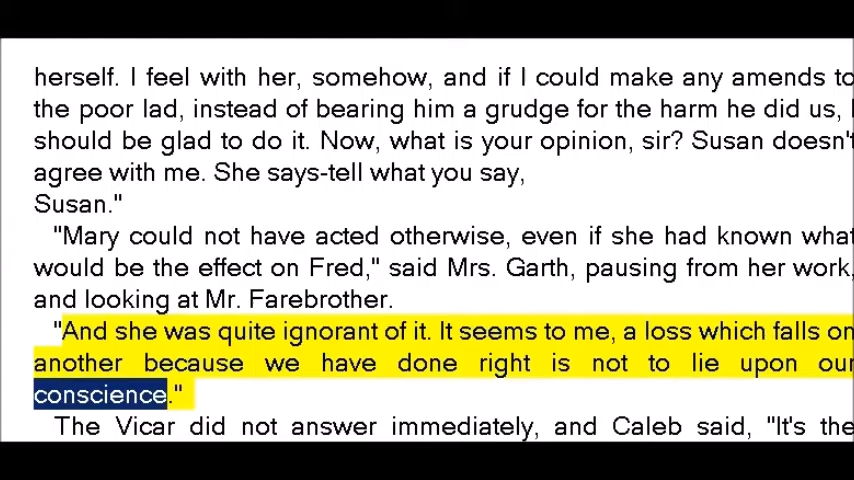 herself. I feel with her, somehow, and if I could make any amends to
the poor lad, instead of bearing him a grudge for the harm he did us, I
should be glad to do it. Now, what is your opinion, sir? Susan doesn't
agree with me. She says-tell what you say,
Susan."
"Mary could not have acted otherwise, even if she had known what
would be the effect on Fred," said Mrs. Garth, pausing from her work,
and looking at Mr. Farebrother.
"And she was quite ignorant of it. It seems to me, a loss which falls on
another because we have done right is not to lie upon our
conscience."
The Vicar did not answer immediately, and Caleb said, "It's the